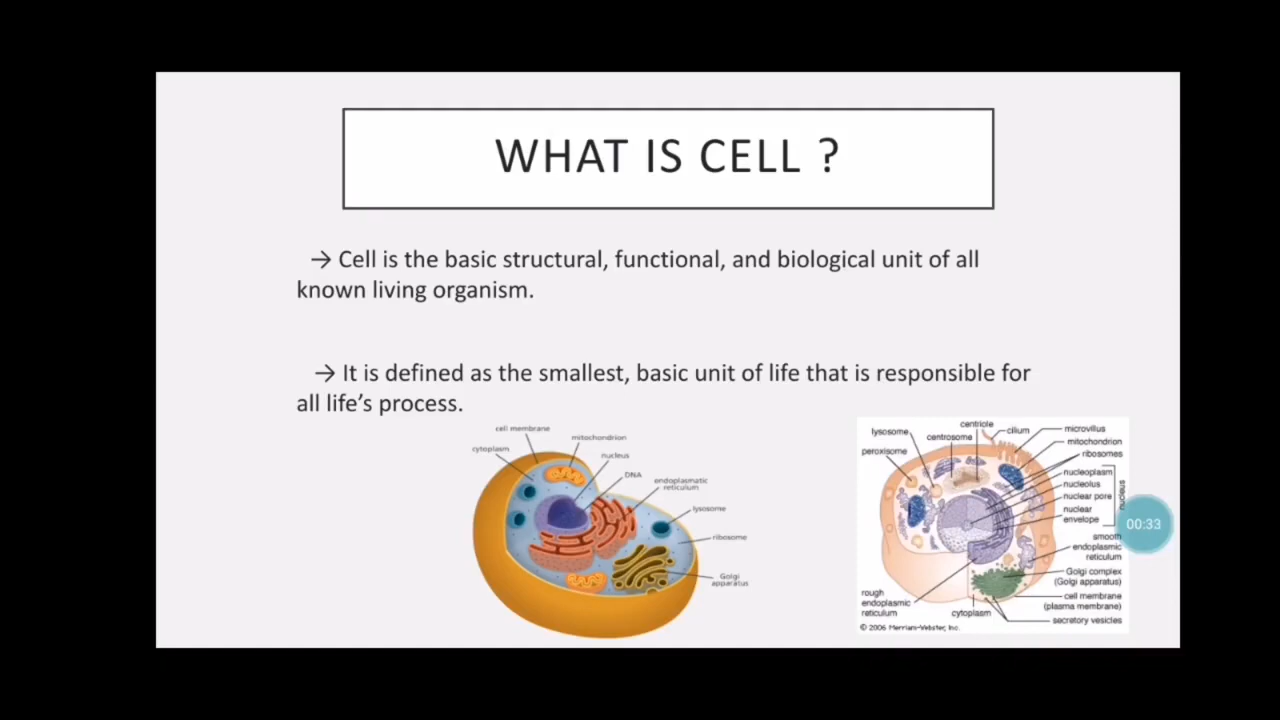 WHAT IS CELL ?
→ Cell is the basic structural, functional, and biological unit of all
known living organism.
→ It is defined as the smallest, basic unit of life that is responsible for
all life's process.
cell membrane
cytoplasm
mitochondrion
nucleus
DNA
endoplasmatic
reticulum
lysosome
ribosome
Golgi
apparatus
lysosome
peroxisome
centrosome
centriole
cilium
microvillus
mitochondrion
ribosomes
nucleoplasm
nucleolus
nuclear pore
nuclear
envelope
nucleus
00:33
smooth
endoplasmic
reticulum
Golgi complex
(Golgi apparatus)
cell membrane
(plasma membrane)
secretory vesicles
rough
endoplasmic
reticulum
cytoplasm
© 2006 Merriam-Webster, Inc.